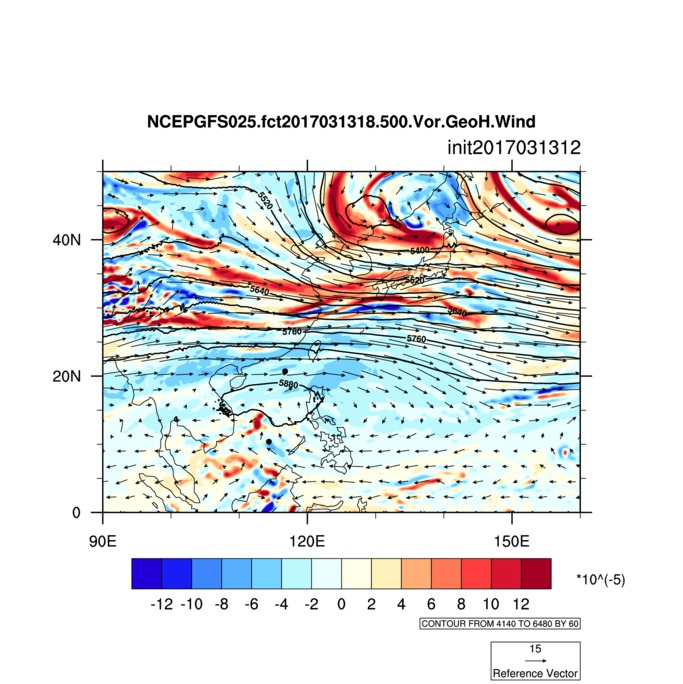 NCEPGFS025.fct2017031318.500.Vor.GeoH.Wind
init2017031312
5520
40N
5400
5520
5640
5640
5760
5760
20N
5880
0
90E 120E 150E
-12 -10 -8 -6 -4 -2 0 2 4 6 8 10 12
*10^(-5)
CONTOUR FROM 4140 TO 6480 BY 60
15
Reference Vector